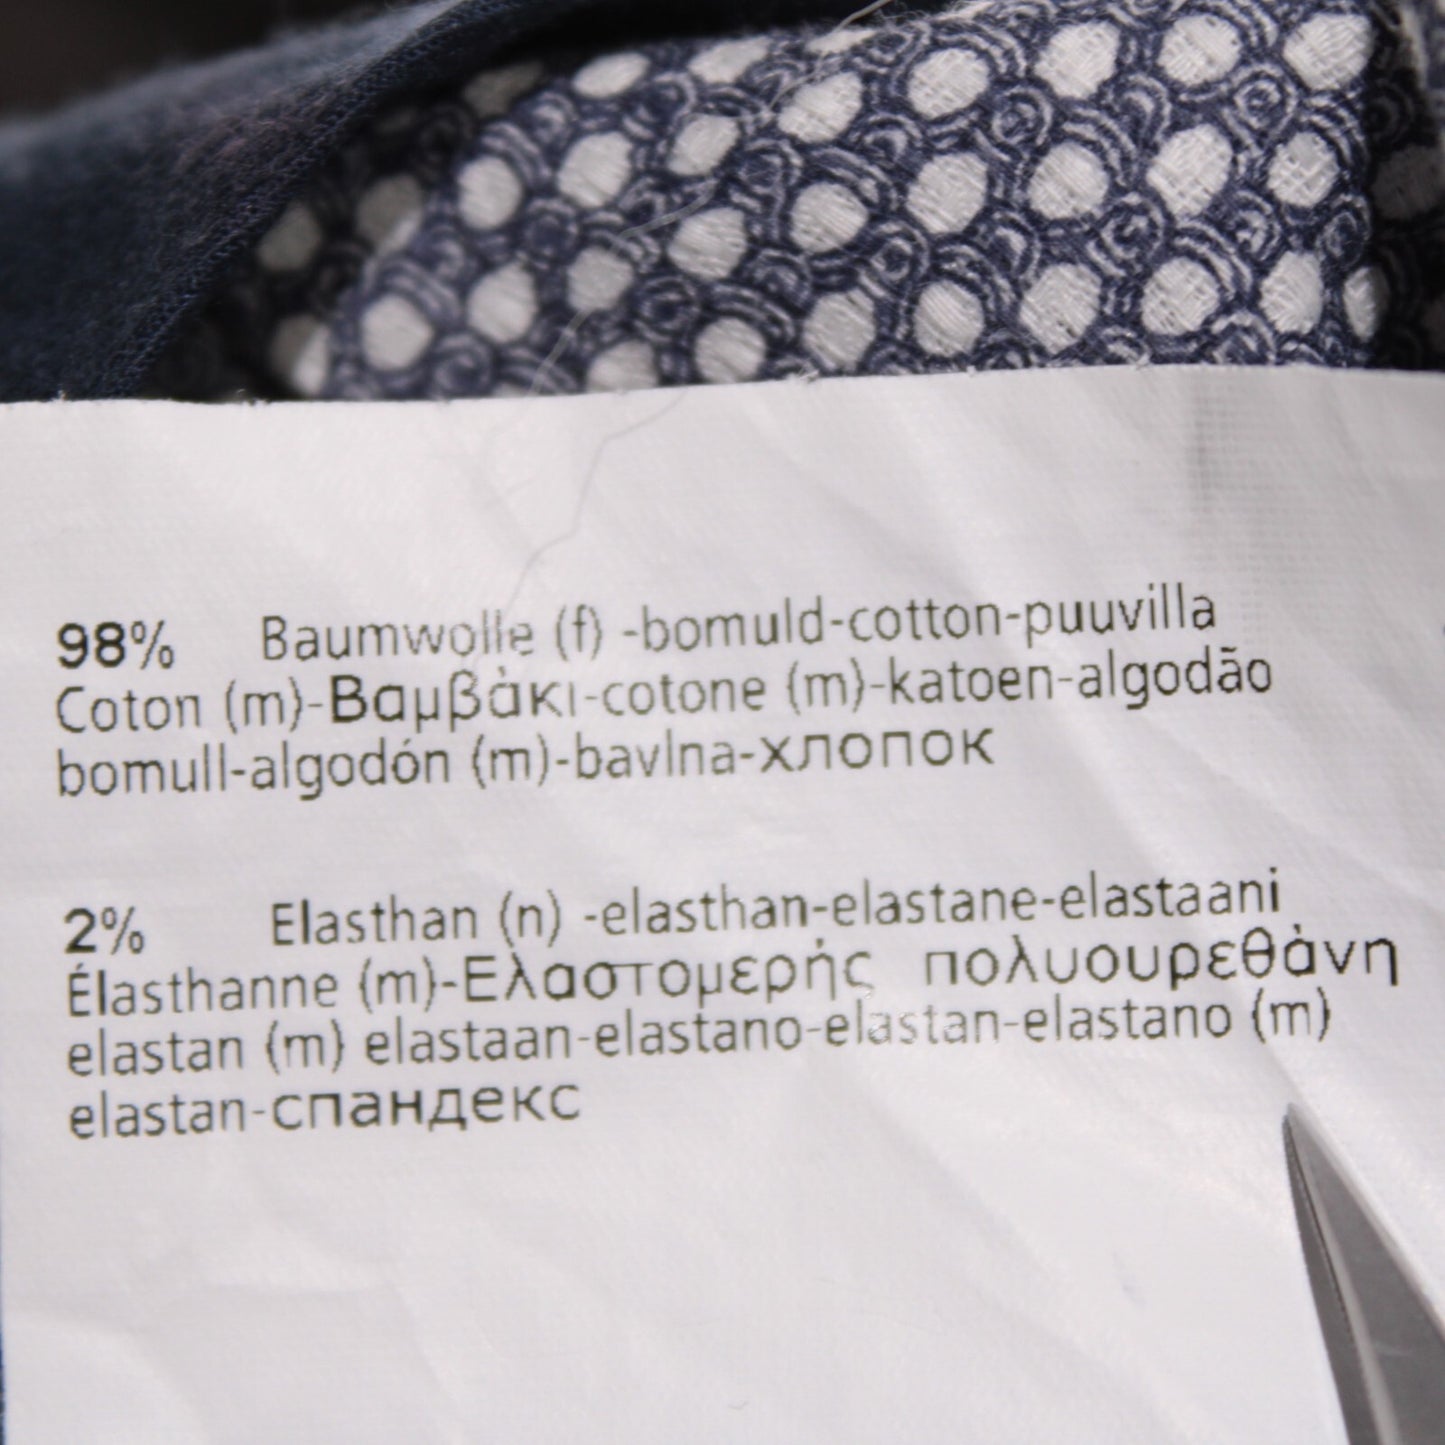 98% Baumwolle (f) -bomuld-cotton-puuvilla
Coton (m)-Βαμβάκι-cotone (m)-katoen-algodão
bomull-algodón (m)-bavlna-хлопок
2% Elasthan (n) -elasthan-elastane-elastaani
Élasthanne (m)-Ελαστομερής πολυουρεθάνη
elastan (m) elastaan-elastano-elastan-elastano (m)
elastan-спандекс